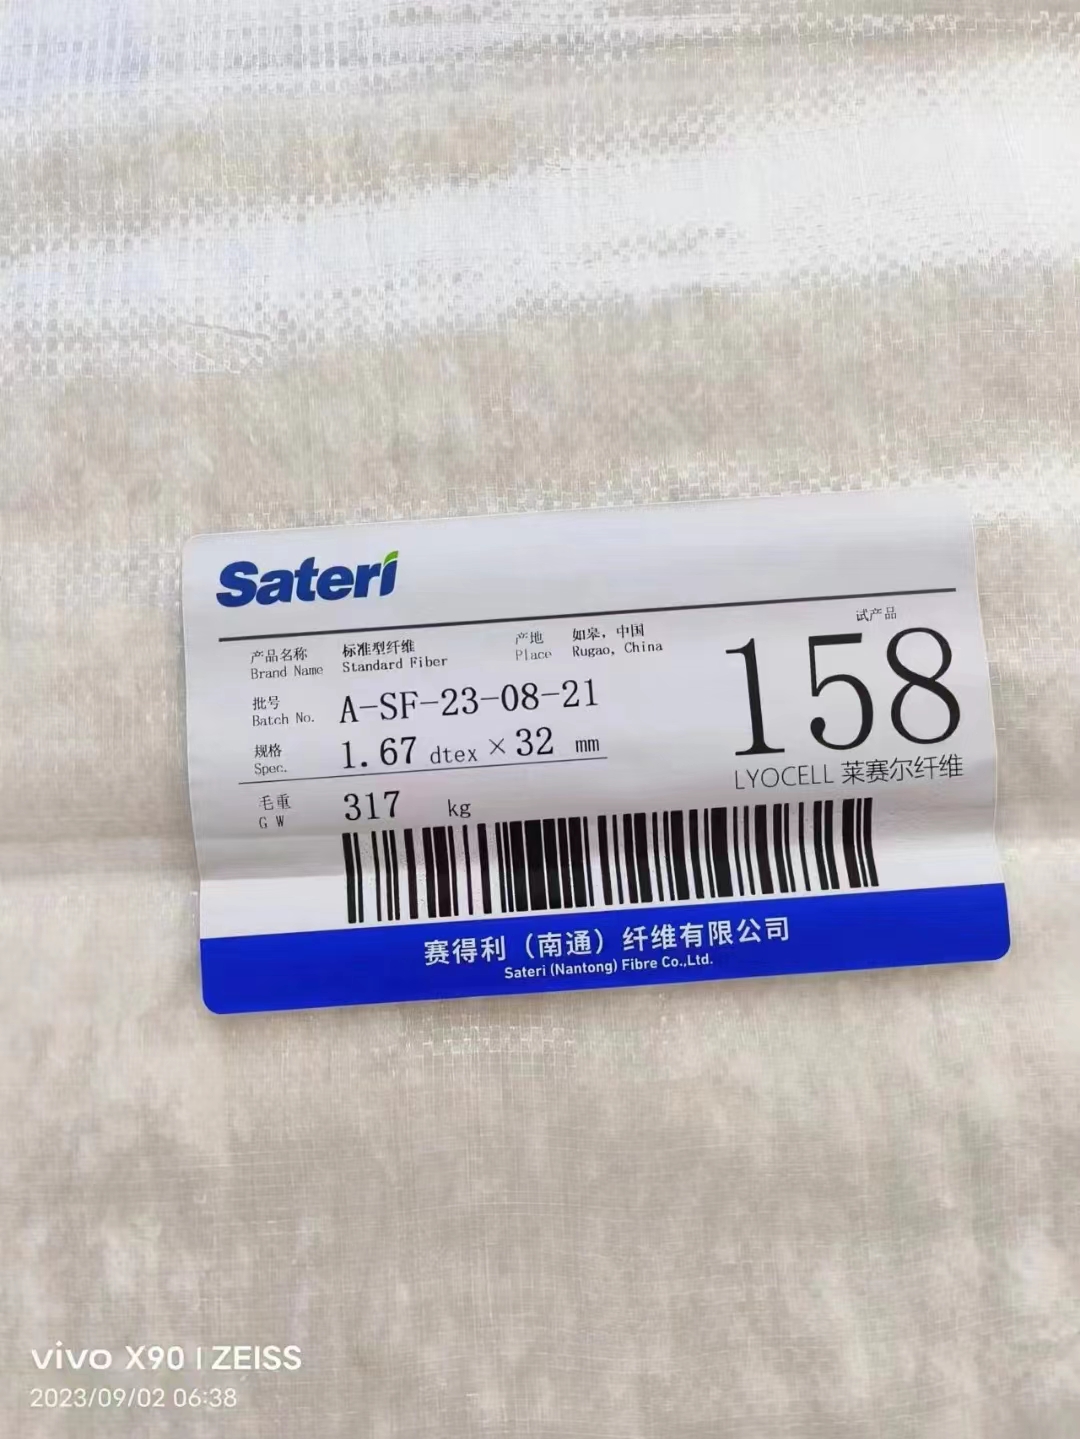 Sateri
试产品
产品名称 标准型纤维 产地 如皋，中国
Brand Name Standard Fiber Place Rugao, China
158
批号
Batch No. A-SF-23-08-21
规格
Spec. 1.67 dtex × 32 mm
LYOCELL 莱赛尔纤维
毛重
G W 317 kg
赛得利（南通）纤维有限公司
Sateri (Nantong) Fibre Co.,Ltd.
vivo X90 | ZEISS
2023/09/02 06:38